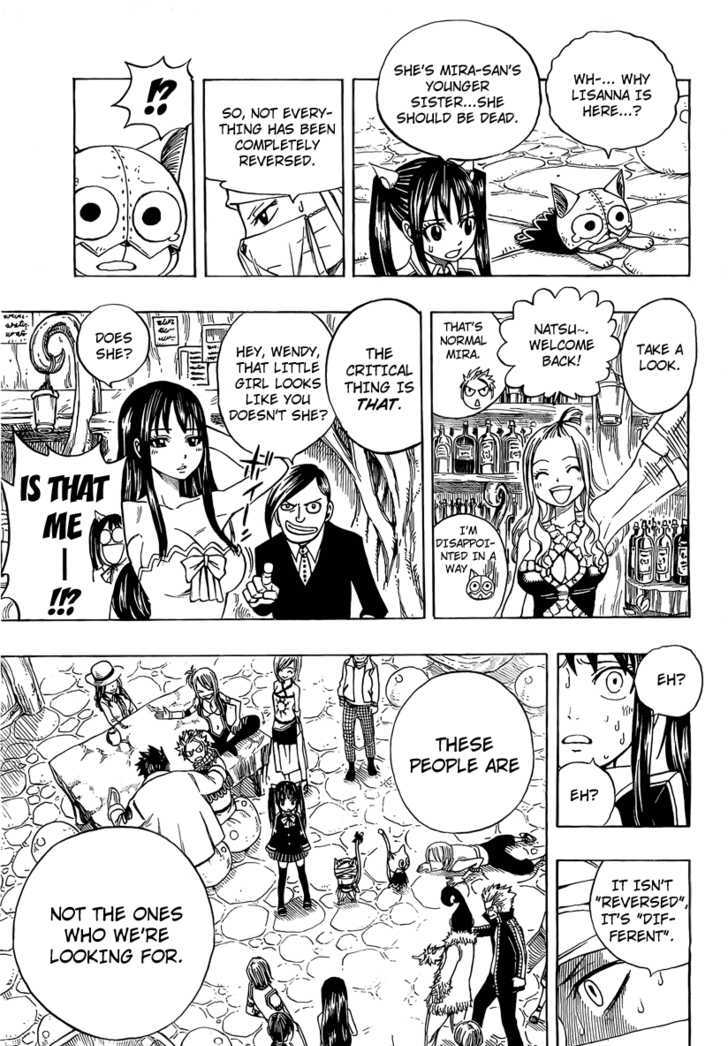 WH-... WHY
LISANNA IS
HERE...?
SHE'S MIRA-SAN'S
YOUNGER
SISTER...SHE
SHOULD BE DEAD.
SO, NOT EVERY-
THING HAS BEEN
COMPLETELY
REVERSED.
!?
TAKE A
LOOK.
NATSU~.
WELCOME
BACK!
THAT'S
NORMAL
MIRA.
I'M
DISAPPOI-
NTED IN A
WAY
THE
CRITICAL
THING IS
THAT.
HEY, WENDY,
THAT LITTLE
GIRL LOOKS
LIKE YOU
DOESN'T SHE?
DOES
SHE?
IS THAT
ME
—
!!?
EH?
EH?
IT ISN'T
"REVERSED",
IT'S "DIF-
FERENT".
THESE
PEOPLE ARE
NOT THE ONES
WHO WE'RE
LOOKING FOR.